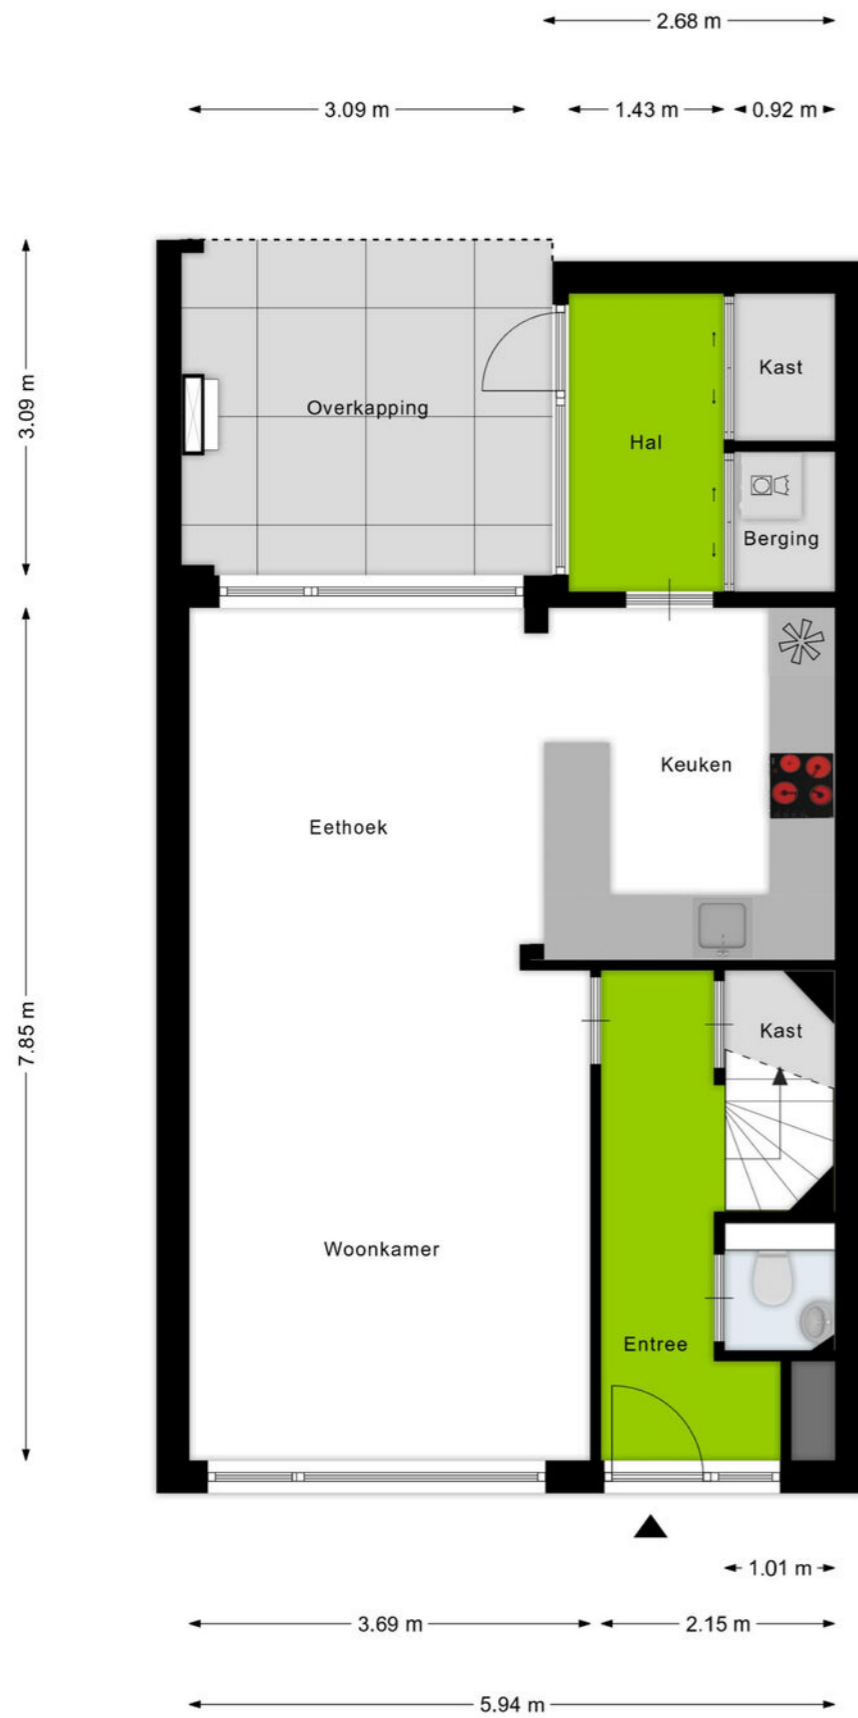 2.68 m
3.09 m
1.43 m
0.92 m
3.09 m
Kast
Overkapping
Hal
Berging
Keuken
Eethoek
7.85 m
Kast
Woonkamer
Entree
1.01 m
3.69 m
2.15 m
5.94 m